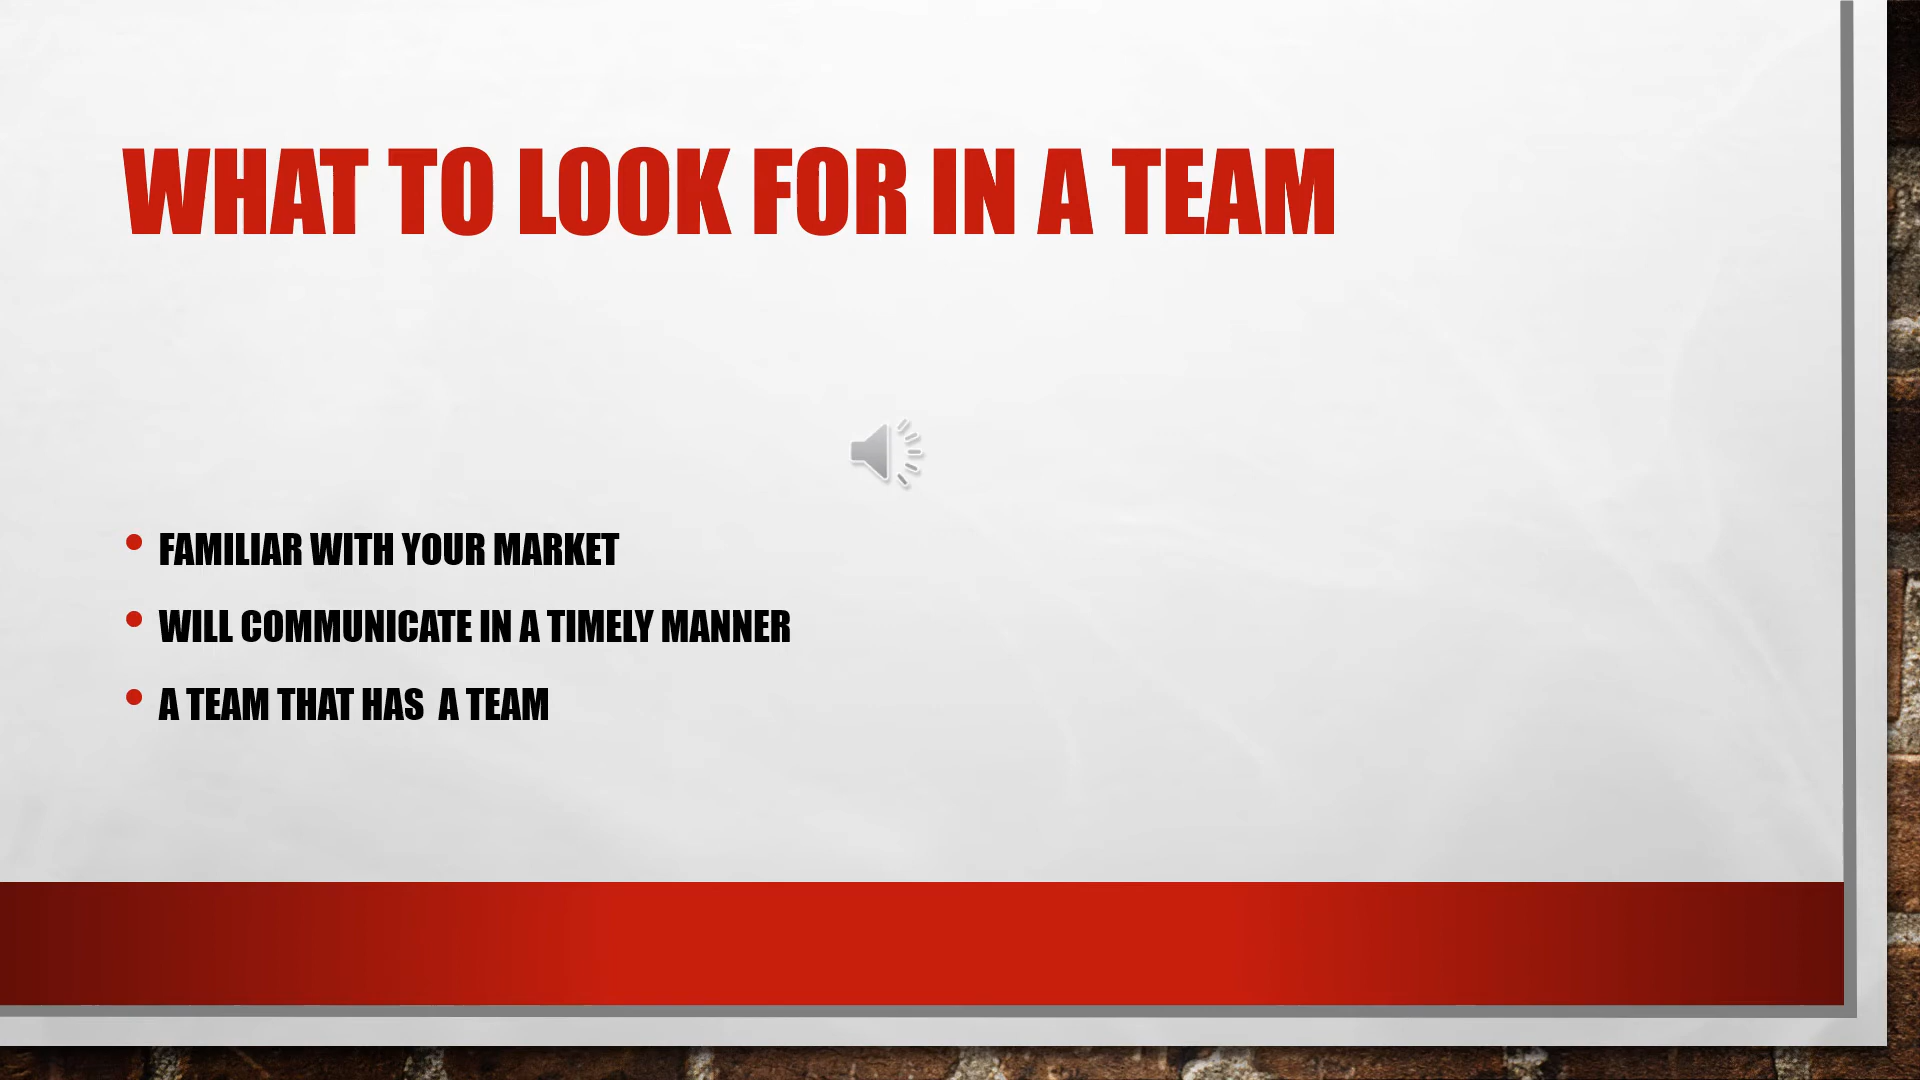 WHAT TO LOOK FOR IN A TEAM
• FAMILIAR WITH YOUR MARKET
• WILL COMMUNICATE IN A TIMELY MANNER
• A TEAM THAT HAS  A TEAM